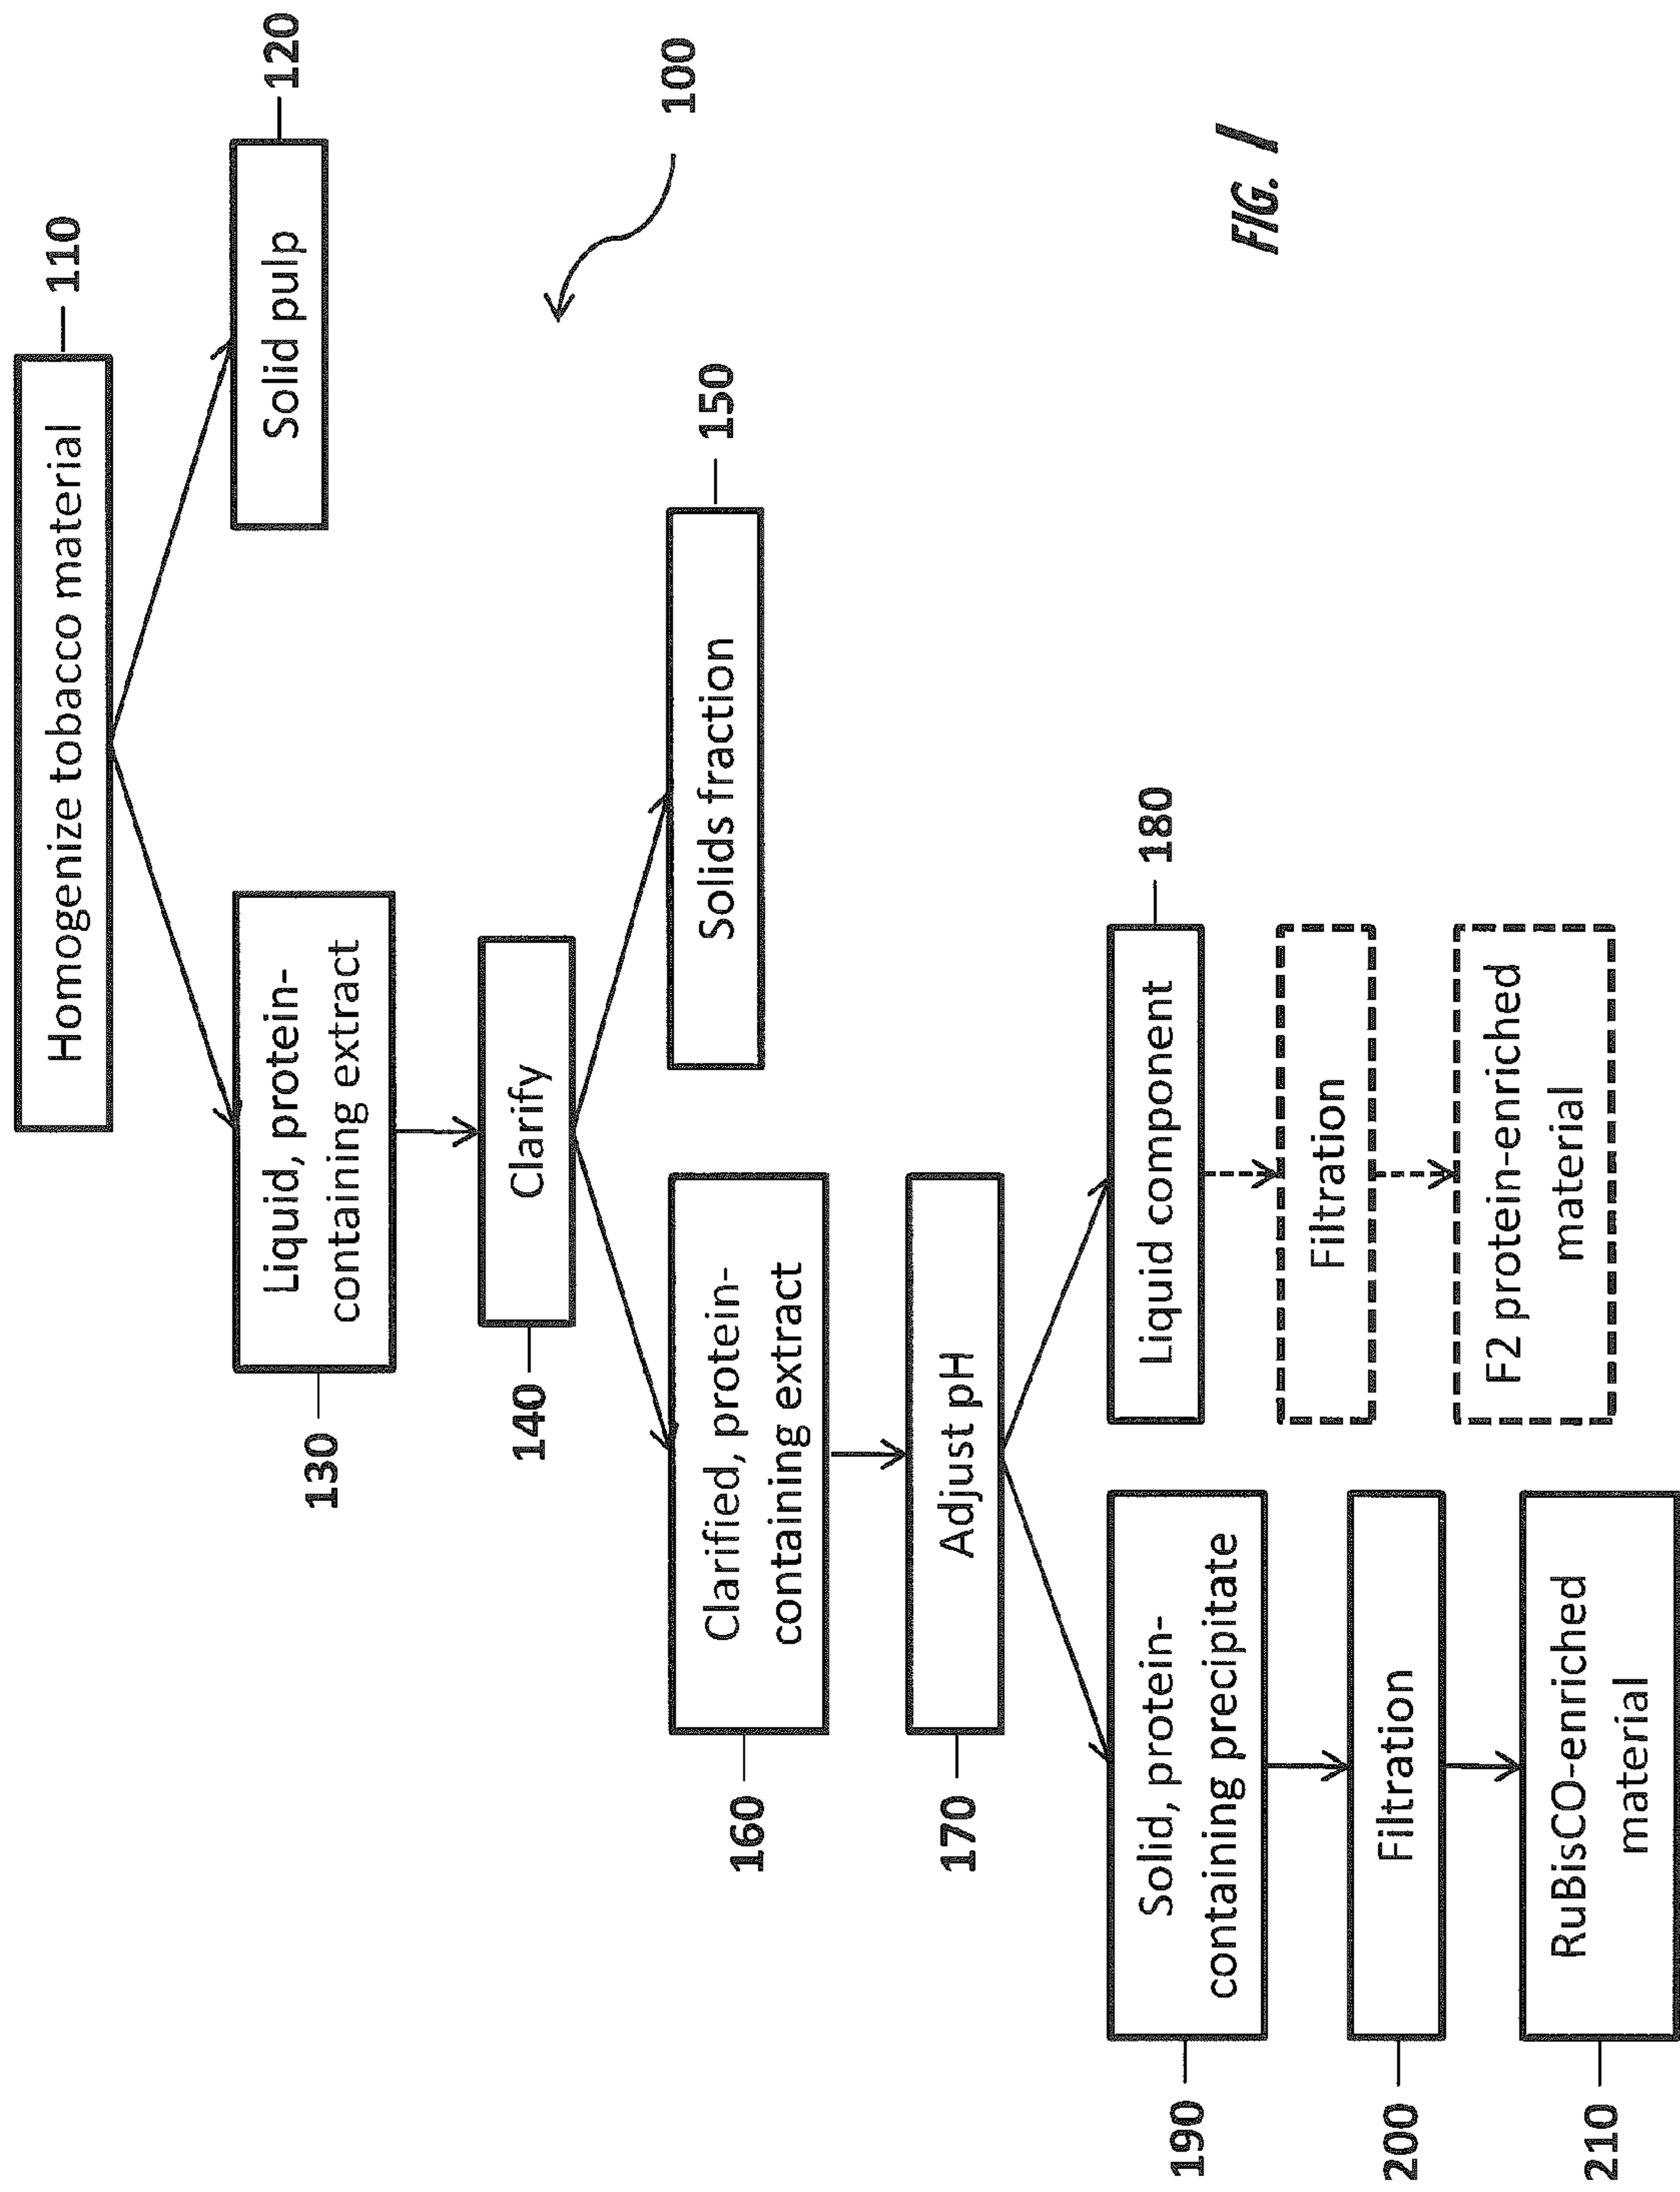 Homogenize tobacco material
110
Solid pulp
120
130
Liquid, protein-
containing extract
100
140
Clarify
Solids fraction
150
160
Clarified, protein-
containing extract
170
Adjust pH
190
Solid, protein-
containing precipitate
Liquid component
180
200
Filtration
Filtration
210
RuBisCO-enriched
material
F2 protein-enriched
material
FIG. 1